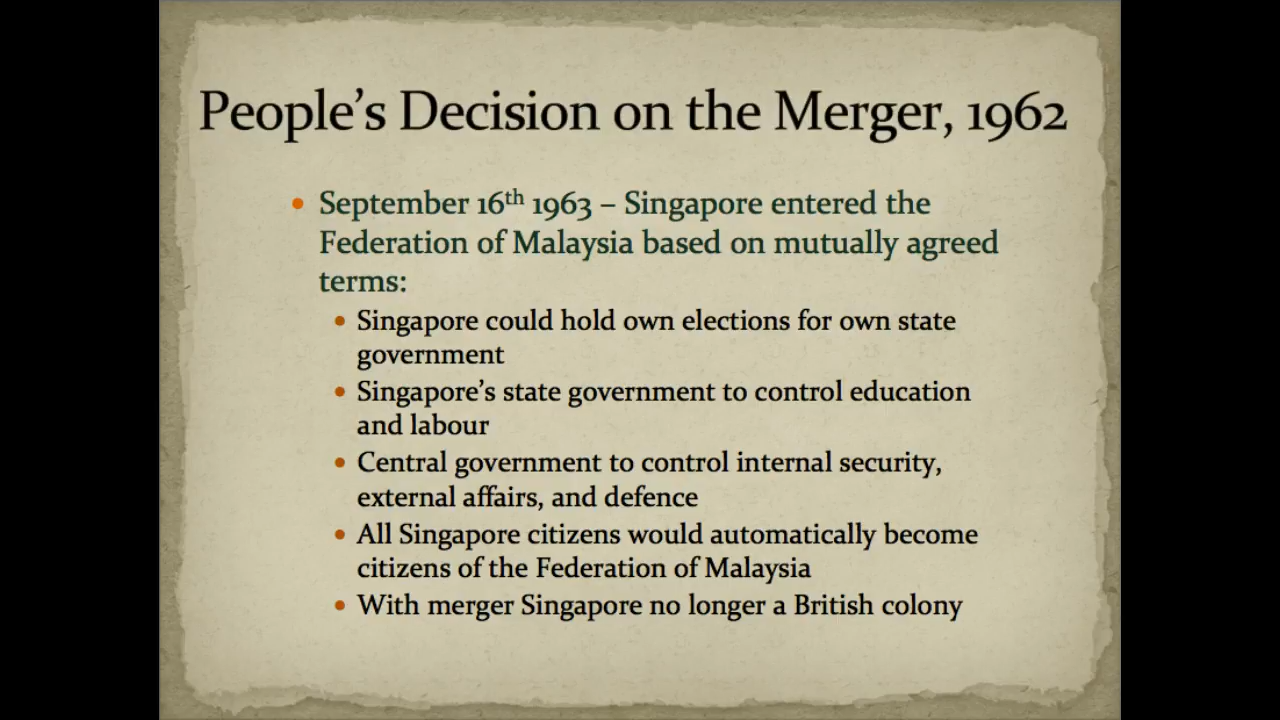 People's Decision on the Merger, 1962
• September 16th 1963 – Singapore entered the
Federation of Malaysia based on mutually agreed
terms:
• Singapore could hold own elections for own state
government
• Singapore's state government to control education
and labour
• Central government to control internal security,
external affairs, and defence
• All Singapore citizens would automatically become
citizens of the Federation of Malaysia
• With merger Singapore no longer a British colony